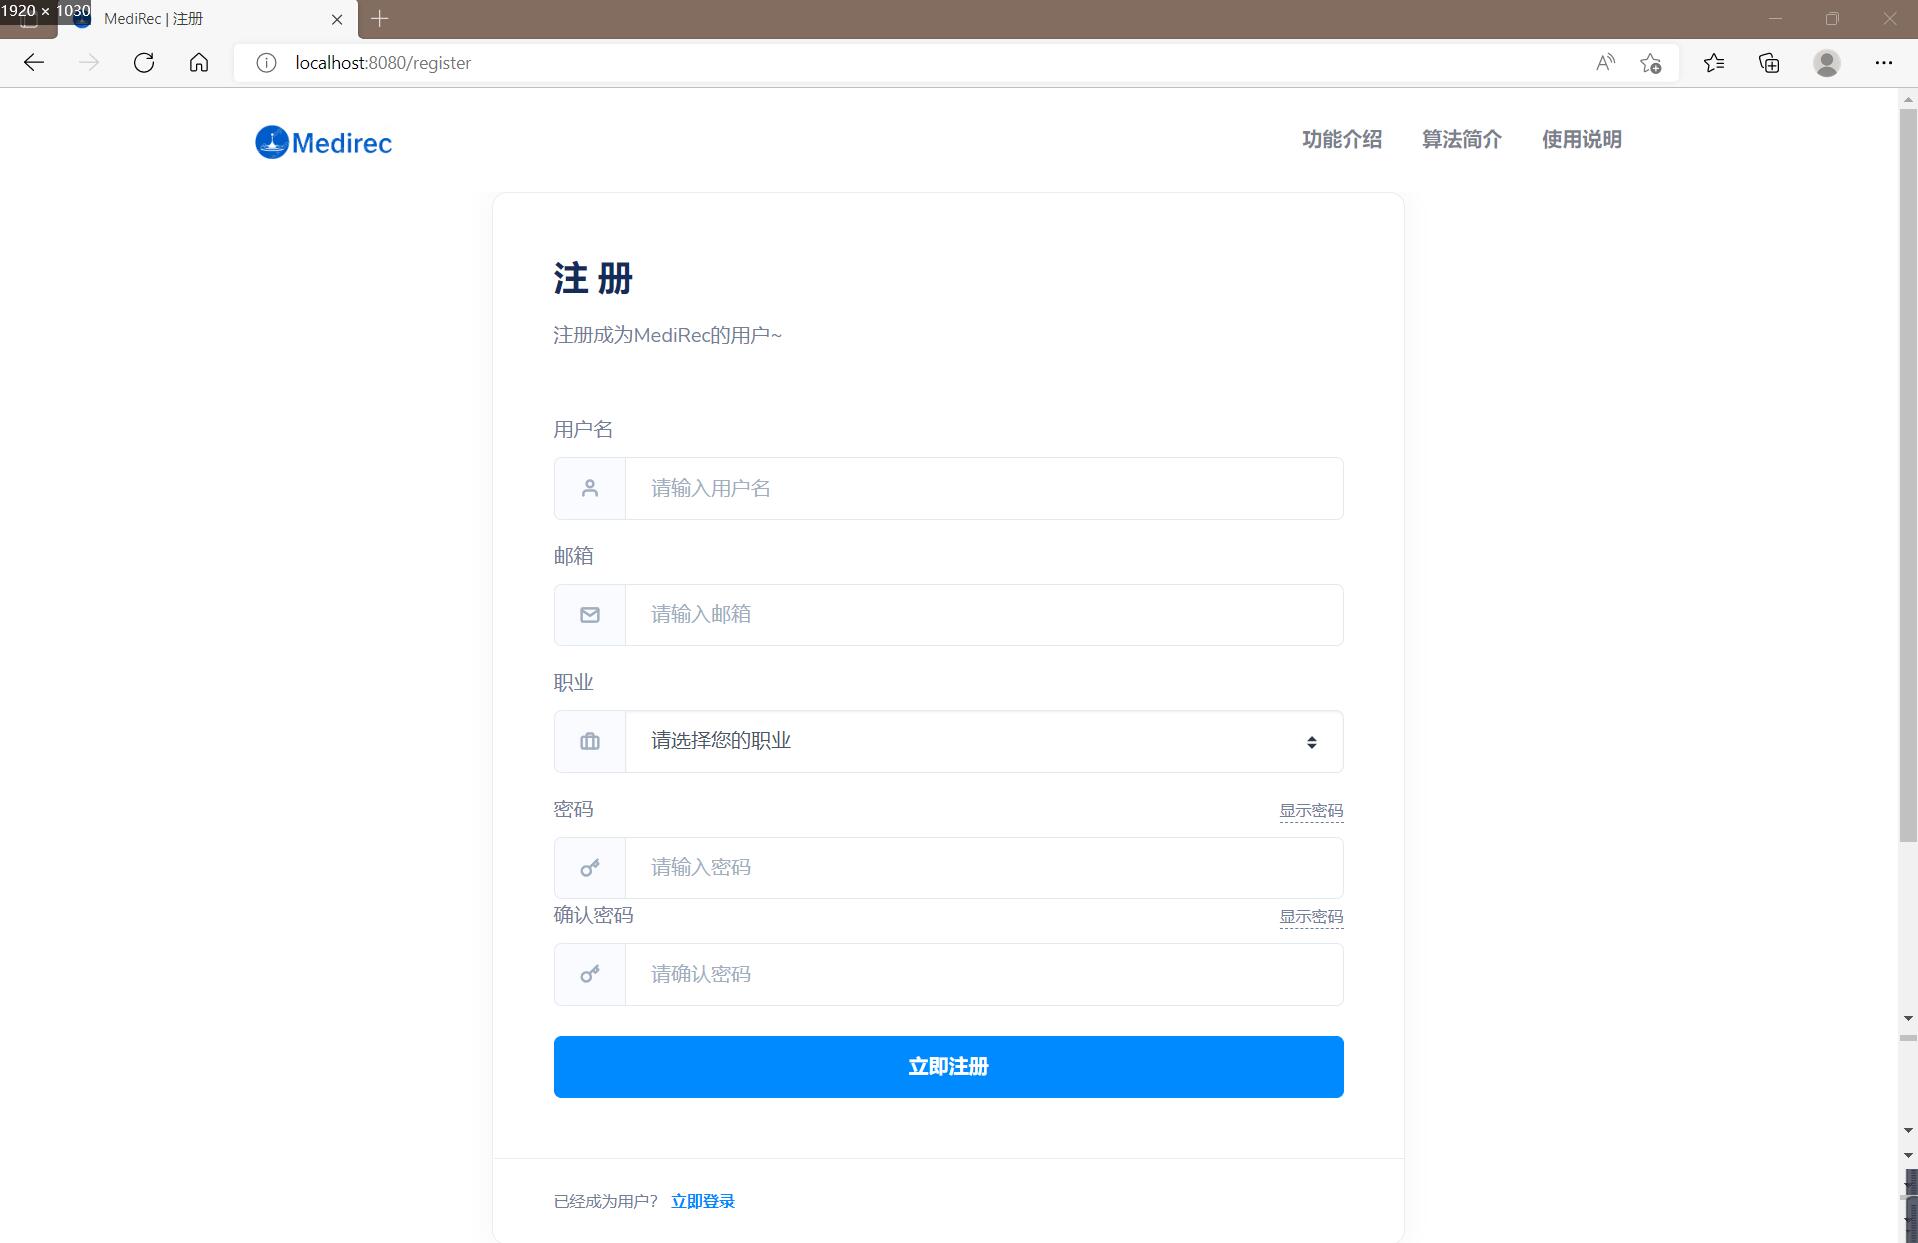 1920 × 1030
MediRec | 注册
localhost:8080/register
Medirec
功能介绍 算法简介 使用说明
注 册
注册成为MediRec的用户~
用户名
请输入用户名
邮箱
请输入邮箱
职业
请选择您的职业
密码 显示密码
请输入密码
确认密码 显示密码
请确认密码
立即注册
已经成为用户? 立即登录